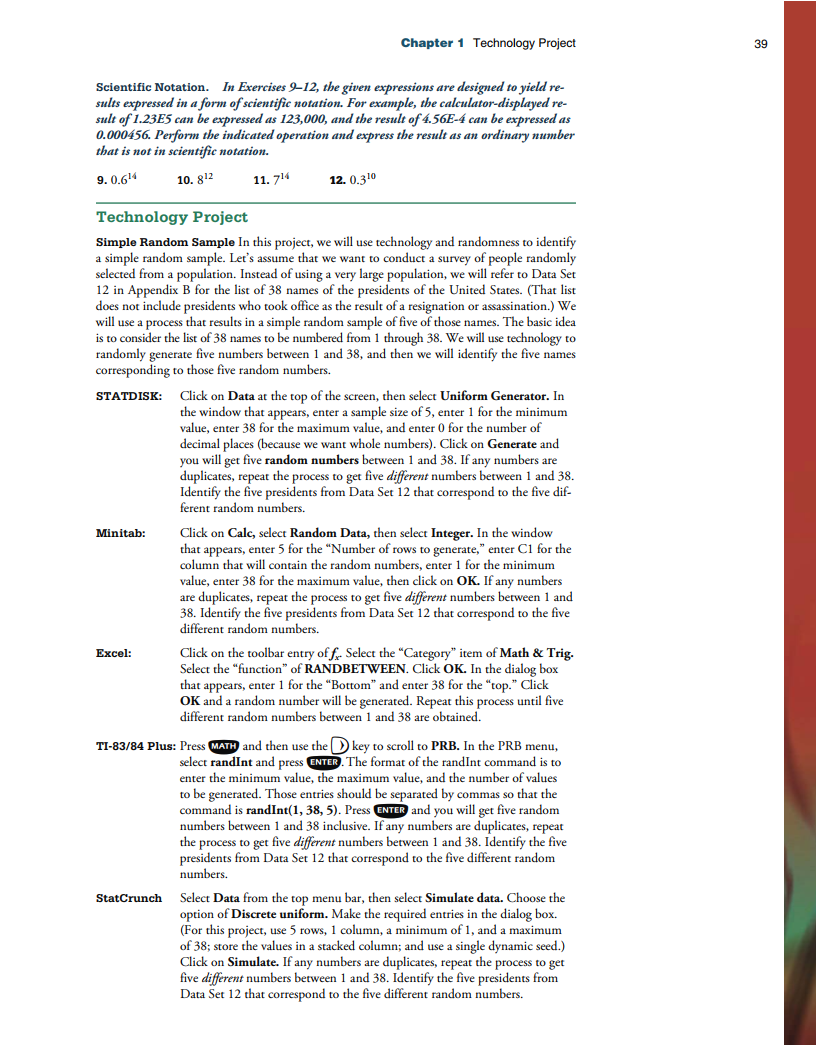 Chapter 1 Technology Project 39
Scientific Notation. In Exercises 9–12, the given expressions are designed to yield re-
sults expressed in a form of scientific notation. For example, the calculator-displayed re-
sult of 1.23E5 can be expressed as 123,000, and the result of 4.56E-4 can be expressed as
0.000456. Perform the indicated operation and express the result as an ordinary number
that is not in scientific notation.
9. 0.6¹⁴ 10. 8¹² 11. 7¹⁴ 12. 0.3¹⁰
Technology Project
Simple Random Sample In this project, we will use technology and randomness to identify
a simple random sample. Let's assume that we want to conduct a survey of people randomly
selected from a population. Instead of using a very large population, we will refer to Data Set
12 in Appendix B for the list of 38 names of the presidents of the United States. (That list
does not include presidents who took office as the result of a resignation or assassination.) We
will use a process that results in a simple random sample of five of those names. The basic idea
is to consider the list of 38 names to be numbered from 1 through 38. We will use technology to
randomly generate five numbers between 1 and 38, and then we will identify the five names
corresponding to those five random numbers.
STATDISK: Click on Data at the top of the screen, then select Uniform Generator. In
the window that appears, enter a sample size of 5, enter 1 for the minimum
value, enter 38 for the maximum value, and enter 0 for the number of
decimal places (because we want whole numbers). Click on Generate and
you will get five random numbers between 1 and 38. If any numbers are
duplicates, repeat the process to get five different numbers between 1 and 38.
Identify the five presidents from Data Set 12 that correspond to the five dif-
ferent random numbers.
Minitab: Click on Calc, select Random Data, then select Integer. In the window
that appears, enter 5 for the "Number of rows to generate," enter C1 for the
column that will contain the random numbers, enter 1 for the minimum
value, enter 38 for the maximum value, then click on OK. If any numbers
are duplicates, repeat the process to get five different numbers between 1 and
38. Identify the five presidents from Data Set 12 that correspond to the five
different random numbers.
Excel: Click on the toolbar entry of fx. Select the "Category" item of Math & Trig.
Select the "function" of RANDBETWEEN. Click OK. In the dialog box
that appears, enter 1 for the "Bottom" and enter 38 for the "top." Click
OK and a random number will be generated. Repeat this process until five
different random numbers between 1 and 38 are obtained.
TI-83/84 Plus: Press MATH and then use the ) key to scroll to PRB. In the PRB menu,
select randInt and press ENTER. The format of the randInt command is to
enter the minimum value, the maximum value, and the number of values
to be generated. Those entries should be separated by commas so that the
command is randInt(1, 38, 5). Press ENTER and you will get five random
numbers between 1 and 38 inclusive. If any numbers are duplicates, repeat
the process to get five different numbers between 1 and 38. Identify the five
presidents from Data Set 12 that correspond to the five different random
numbers.
StatCrunch Select Data from the top menu bar, then select Simulate data. Choose the
option of Discrete uniform. Make the required entries in the dialog box.
(For this project, use 5 rows, 1 column, a minimum of 1, and a maximum
of 38; store the values in a stacked column; and use a single dynamic seed.)
Click on Simulate. If any numbers are duplicates, repeat the process to get
five different numbers between 1 and 38. Identify the five presidents from
Data Set 12 that correspond to the five different random numbers.